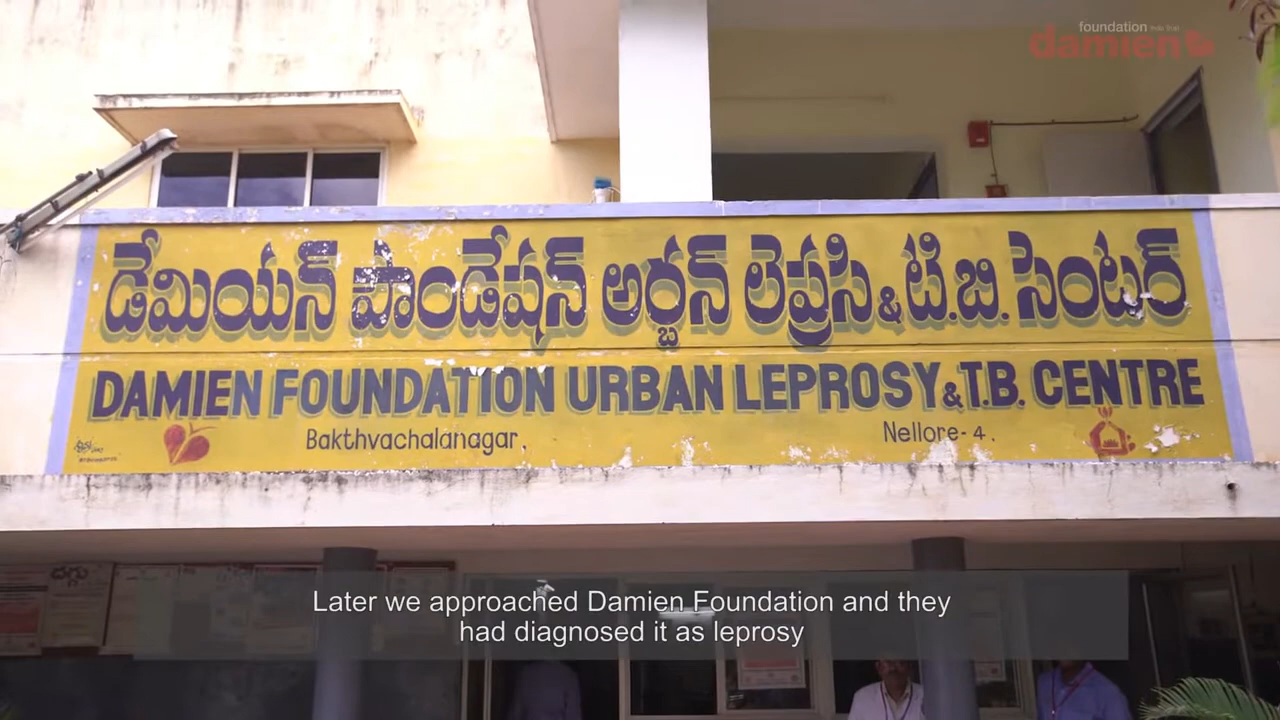 foundation
damien
డేమియన్ ఫౌండేషన్ అర్బన్ లెప్రసి & టి.బి. సెంటర్
DAMIEN FOUNDATION URBAN LEPROSY & T.B. CENTRE
Bakthvachalanagar,
Nellore- 4.
దగ్గు
Later we approached Damien Foundation and they
had diagnosed it as leprosy